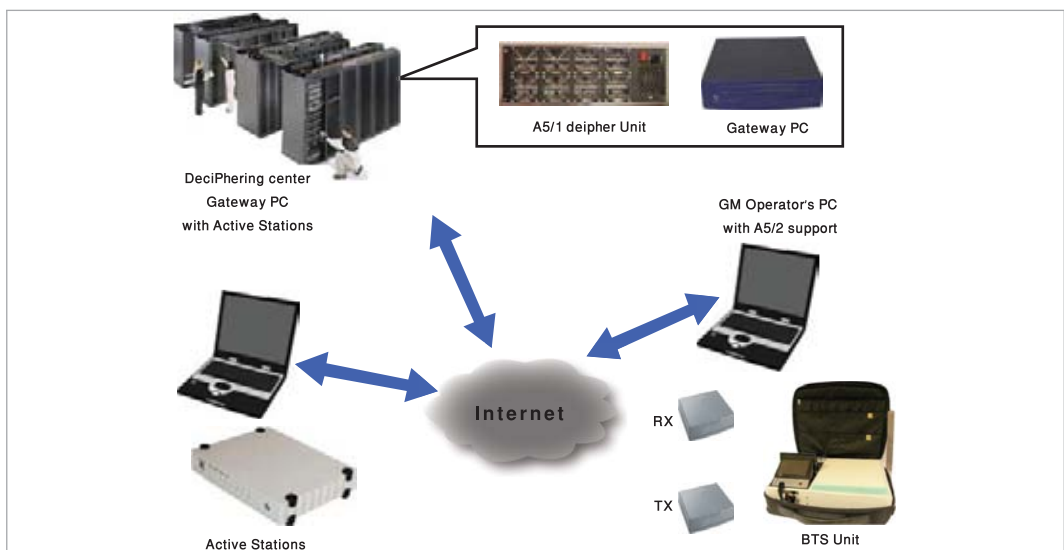 A5/1 deipher Unit
Gateway PC
DeciPhering center
Gateway PC
with Active Stations
GM Operator's PC
with A5/2 support
Internet
RX
TX
Active Stations
BTS Unit